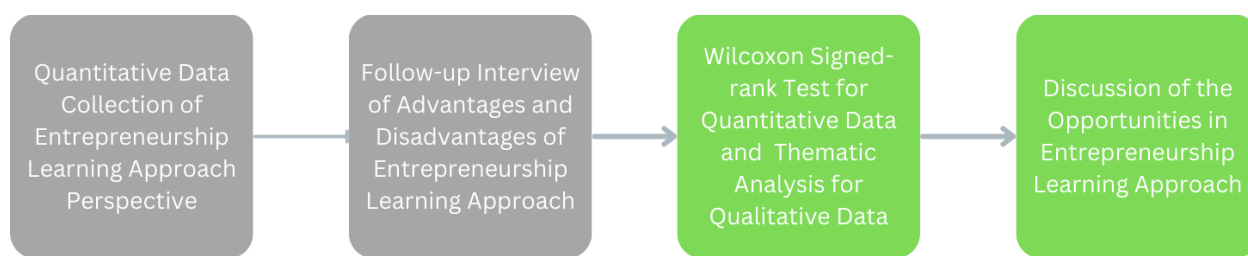 Quantitative Data
Collection of
Entrepreneurship
Learning Approach
Perspective
Follow-up Interview
of Advantages and
Disadvantages of
Entrepreneurship
Learning Approach
Wilcoxon Signed-
rank Test for
Quantitative Data
and Thematic
Analysis for
Qualitative Data
Discussion of the
Opportunities in
Entrepreneurship
Learning Approach